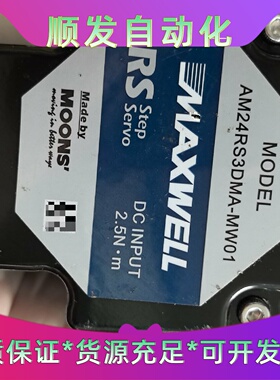 顺发自动化
MODEL
AM24RS3DMA-MW01
MAXWELL
RS Step Servo
DC INPUT
2.5N·m
Made by
MOONS'
moving in better ways
质保证*货源充足*可开发